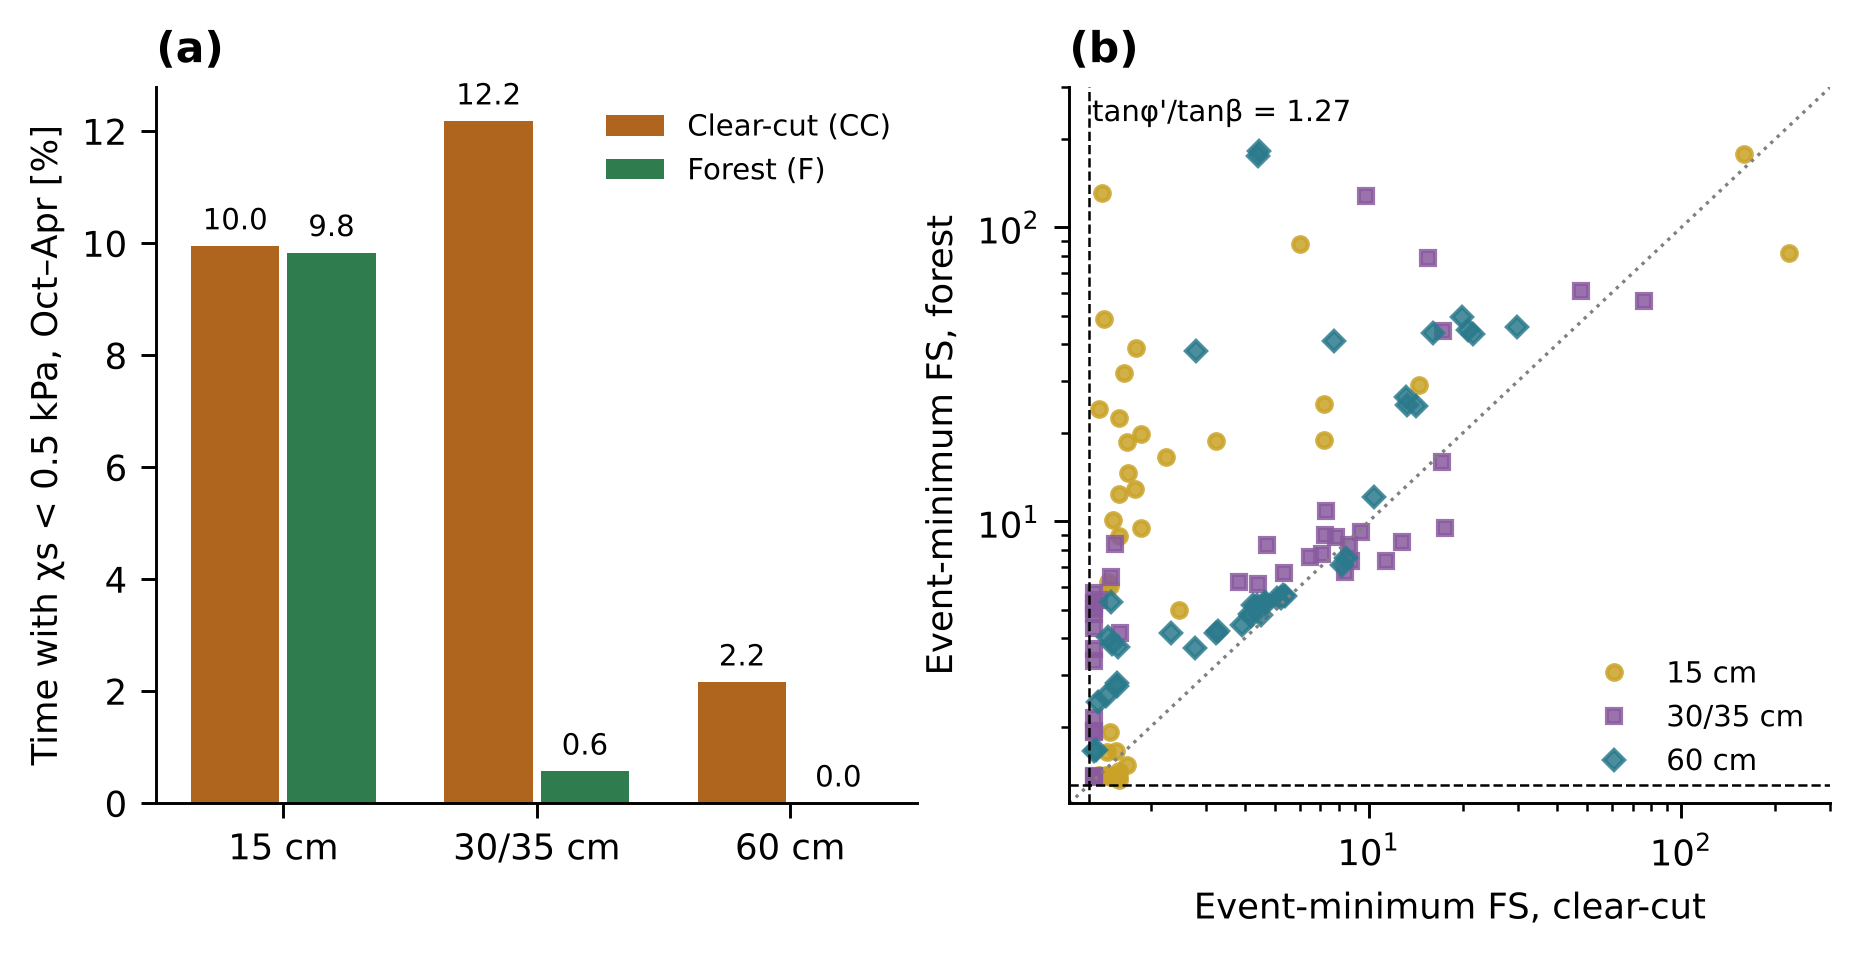 (a)
Time with χs < 0.5 kPa, Oct–Apr [%]
12
10
8
6
4
2
0
10.0
9.8
12.2
0.6
2.2
0.0
Clear-cut (CC)
Forest (F)
15 cm
30/35 cm
60 cm
(b)
Event-minimum FS, forest
10²
10¹
tanφ'/tanβ = 1.27
15 cm
30/35 cm
60 cm
10¹
10²
Event-minimum FS, clear-cut